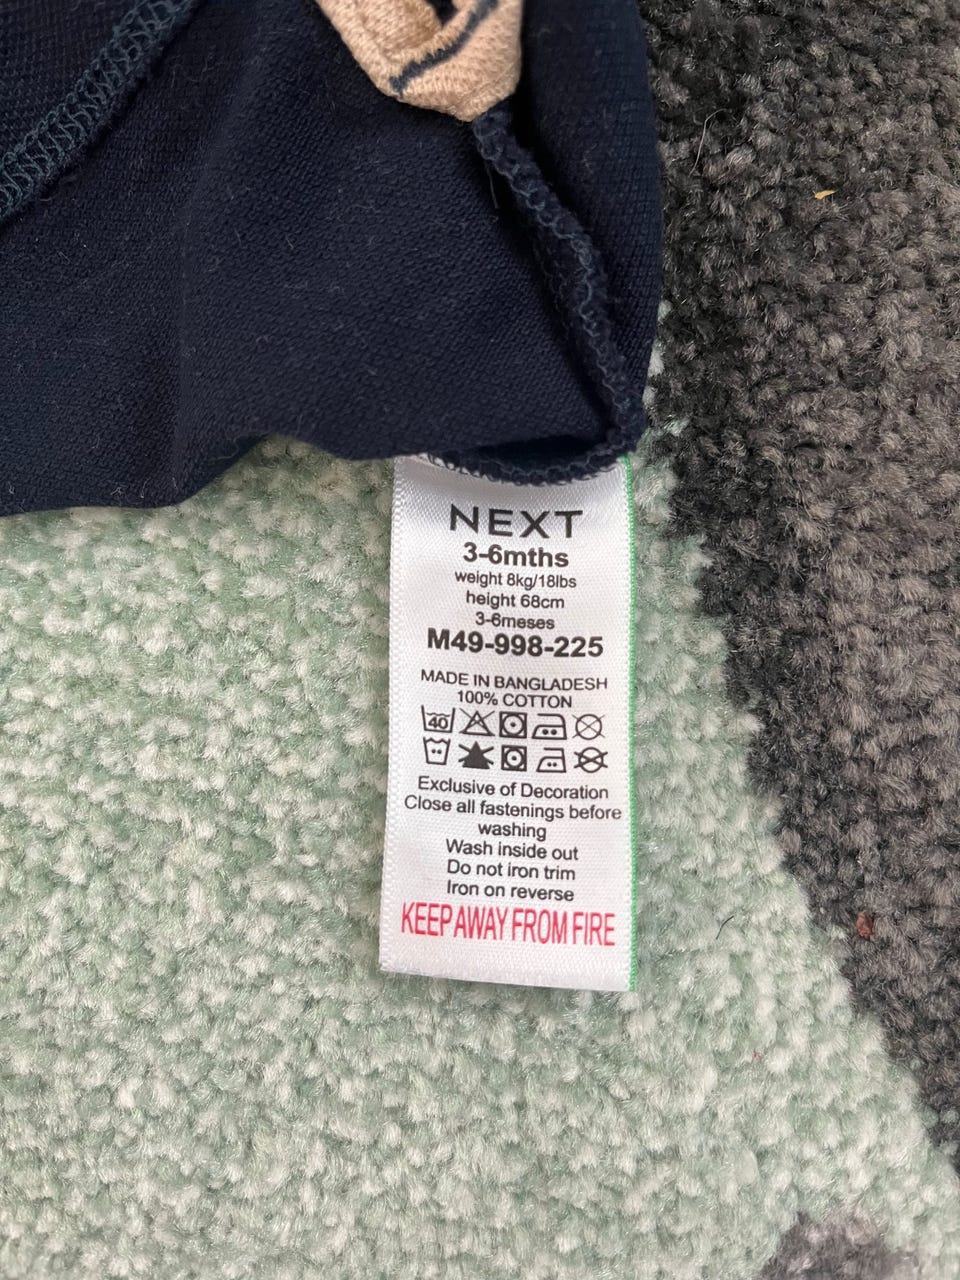 NEXT
3-6mths
weight 8kg/18lbs
height 68cm
3-6meses
M49-998-225
MADE IN BANGLADESH
100% COTTON
40
Exclusive of Decoration
Close all fastenings before
washing
Wash inside out
Do not iron trim
Iron on reverse
KEEP AWAY FROM FIRE